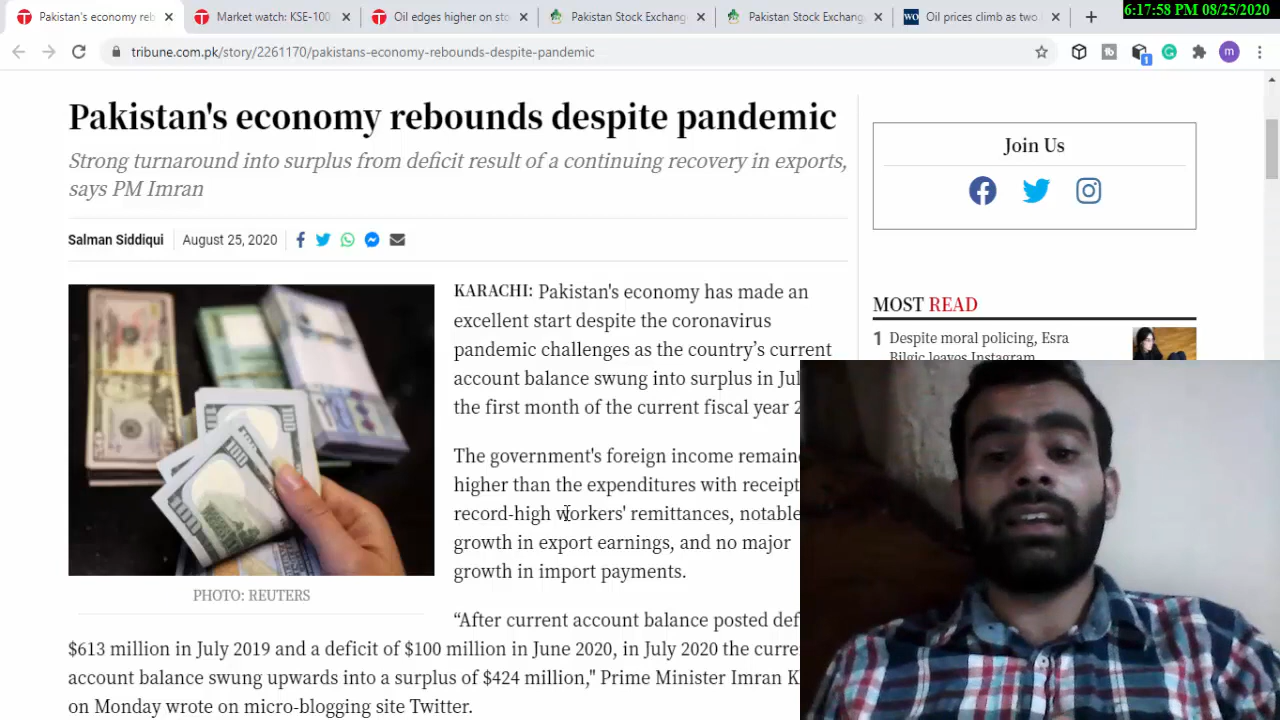 Pakistan's economy reb
Market watch: KSE-100
Oil edges higher on sto
Pakistan Stock Exchang
Pakistan Stock Exchang
Oil prices climb as two
6:17:58 PM 08/25/2020
tribune.com.pk/story/2261170/pakistans-economy-rebounds-despite-pandemic
1
m
Pakistan's economy rebounds despite pandemic
Strong turnaround into surplus from deficit result of a continuing recovery in exports,
says PM Imran
Salman Siddiqui August 25, 2020
Join Us
MOST READ
1 Despite moral policing, Esra
Bilgic leaves Instagram
PHOTO: REUTERS
KARACHI: Pakistan's economy has made an
excellent start despite the coronavirus
pandemic challenges as the country’s current
account balance swung into surplus in Jul
the first month of the current fiscal year 2
The government's foreign income remain
higher than the expenditures with receipt
record-high workers' remittances, notable
growth in export earnings, and no major
growth in import payments.
“After current account balance posted def
$613 million in July 2019 and a deficit of $100 million in June 2020, in July 2020 the curre
account balance swung upwards into a surplus of $424 million," Prime Minister Imran K
on Monday wrote on micro-blogging site Twitter.